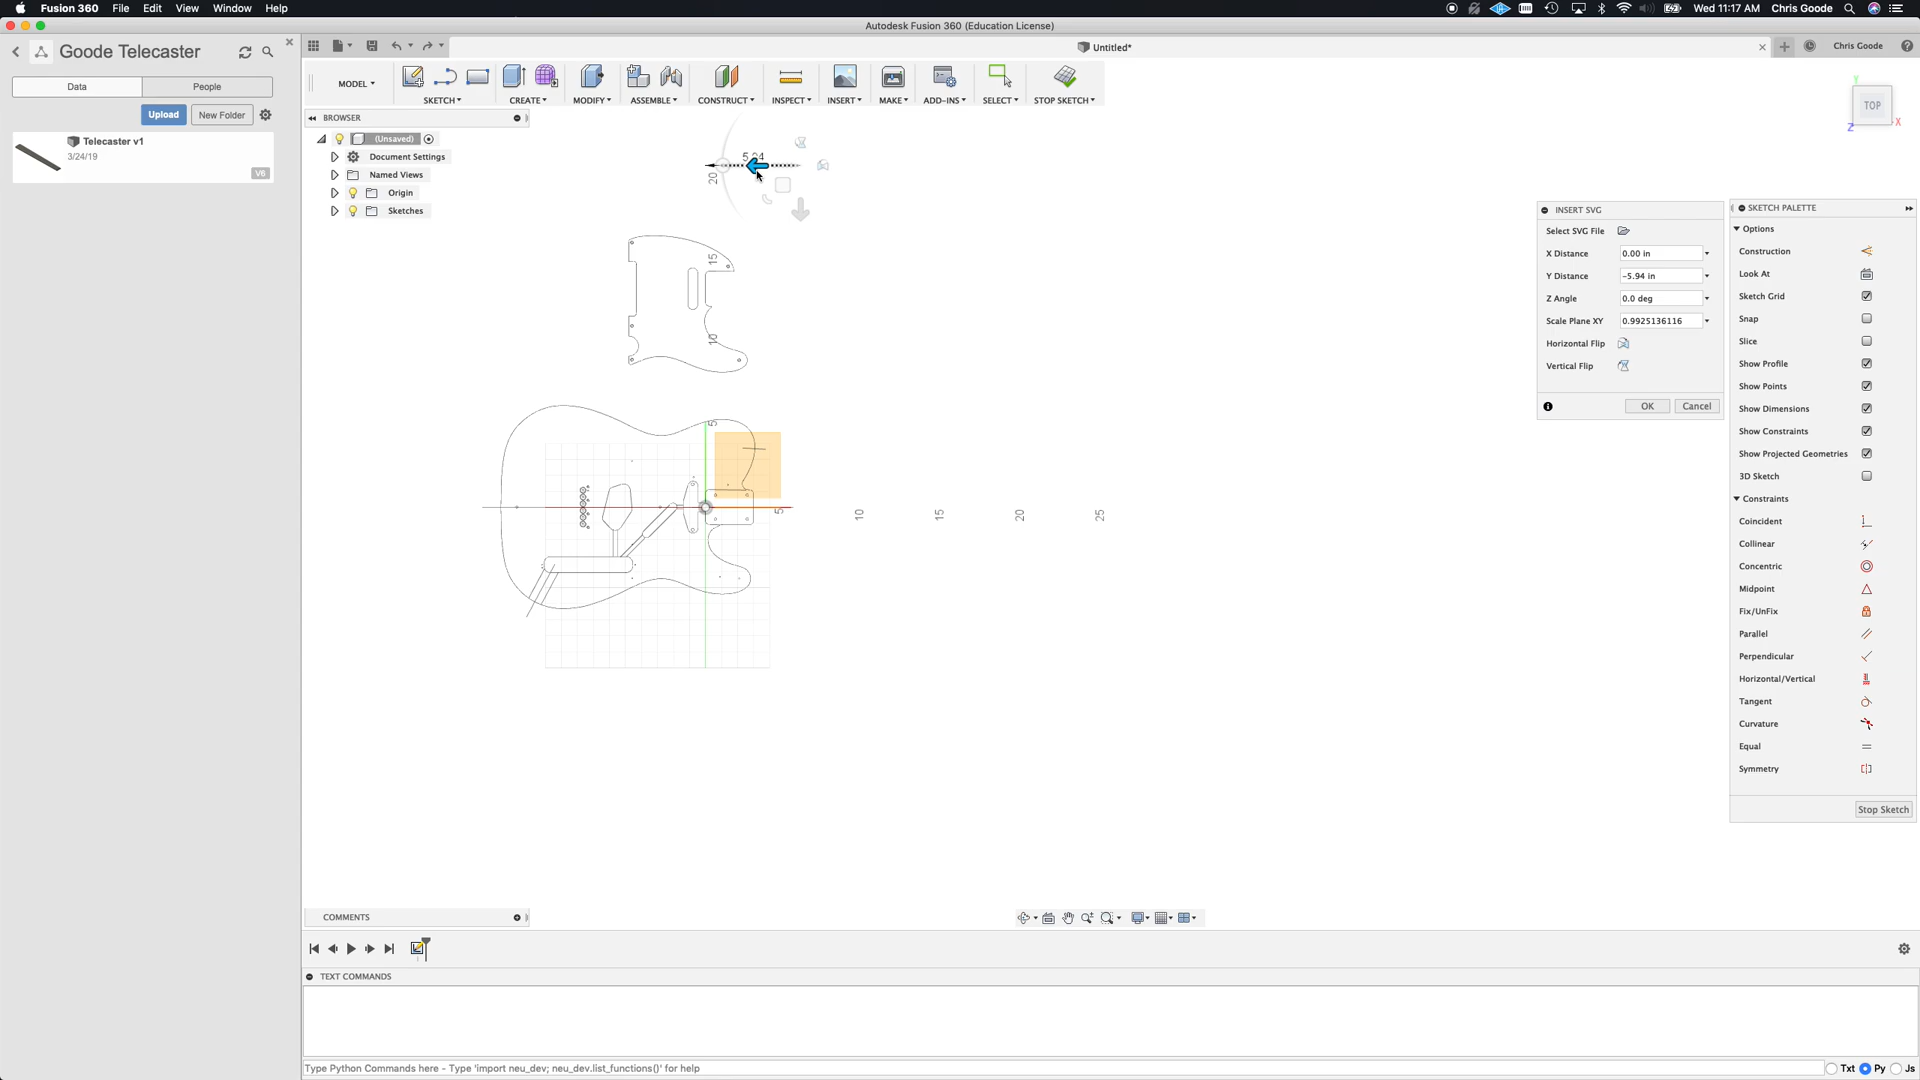 Fusion 360 File Edit View Window Help
Wed 11:17 AM Chris Goode
Autodesk Fusion 360 (Education License)
Goode Telecaster
Untitled*
Chris Goode
Data People
Upload New Folder
Telecaster v1
3/24/19
V6
MODEL
SKETCH CREATE MODIFY ASSEMBLE CONSTRUCT INSPECT INSERT MAKE ADD-INS SELECT STOP SKETCH
TOP
Y
Z
X
BROWSER
(Unsaved)
Document Settings
Named Views
Origin
Sketches
20
15
10
5
5
10
15
20
25
INSERT SVG
Select SVG File
X Distance 0.00 in
Y Distance -5.94 in
Z Angle 0.0 deg
Scale Plane XY 0.9925136116
Horizontal Flip
Vertical Flip
OK Cancel
SKETCH PALETTE
Options
Construction
Look At
Sketch Grid
Snap
Slice
Show Profile
Show Points
Show Dimensions
Show Constraints
Show Projected Geometries
3D Sketch
Constraints
Coincident
Collinear
Concentric
Midpoint
Fix/UnFix
Parallel
Perpendicular
Horizontal/Vertical
Tangent
Curvature
Equal
Symmetry
Stop Sketch
COMMENTS
TEXT COMMANDS
Type Python Commands here - Type 'import neu_dev; neu_dev.list_functions()' for help
Txt Py Js